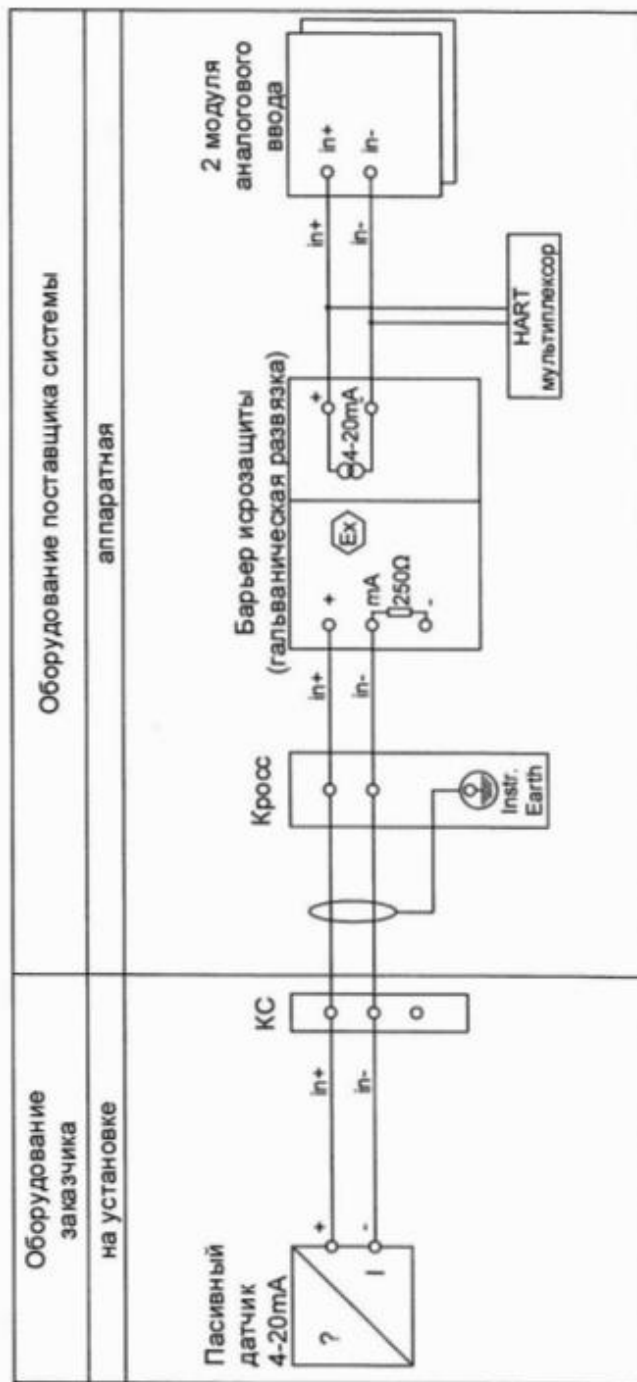 Оборудование
заказчика
Оборудование поставщика системы
на установке
аппаратная
Пасивный
датчик
4-20mA
?
I
+
-
in+
in-
КС
Кросс
Instr.
Earth
in+
in-
Барьер исрозащиты
(гальваническая развязка)
+
mA
250Ω
-
Ex
+
4-20mA
-
in+
in-
HART
мультиплексор
2 модуля
аналогового
ввода
in+
in-